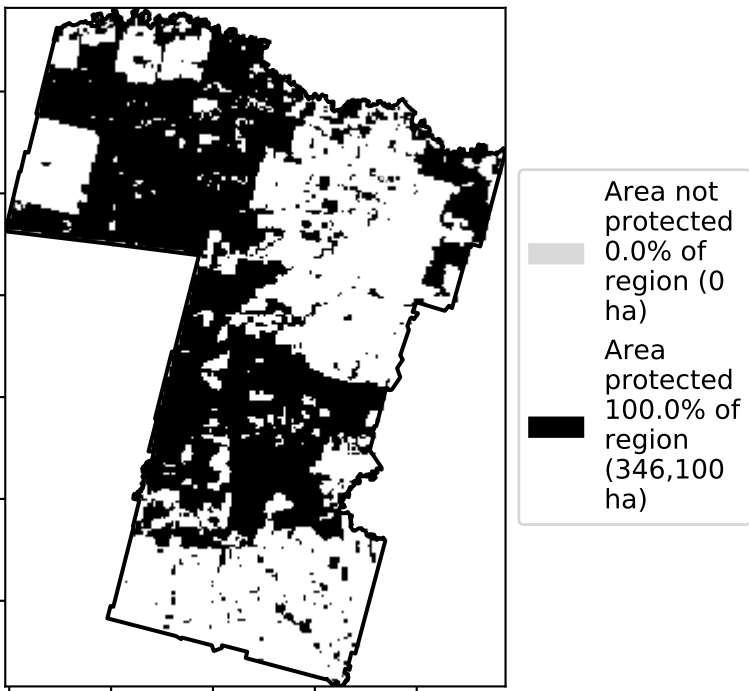 Area not
protected
0.0% of
region (0
ha)
Area
protected
100.0% of
region
(346,100
ha)